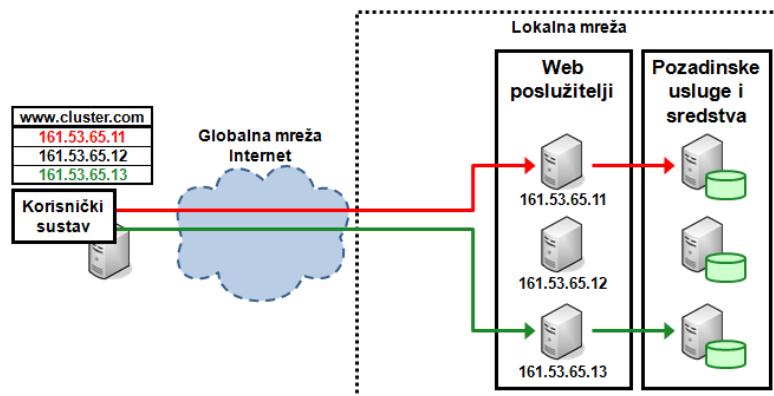 Lokalna mreža
Web
poslužitelji
Pozadinske
usluge i
sredstva
www.cluster.com
161.53.65.11
161.53.65.12
161.53.65.13
Globalna mreža
Internet
Korisnički
sustav
161.53.65.11
161.53.65.12
161.53.65.13